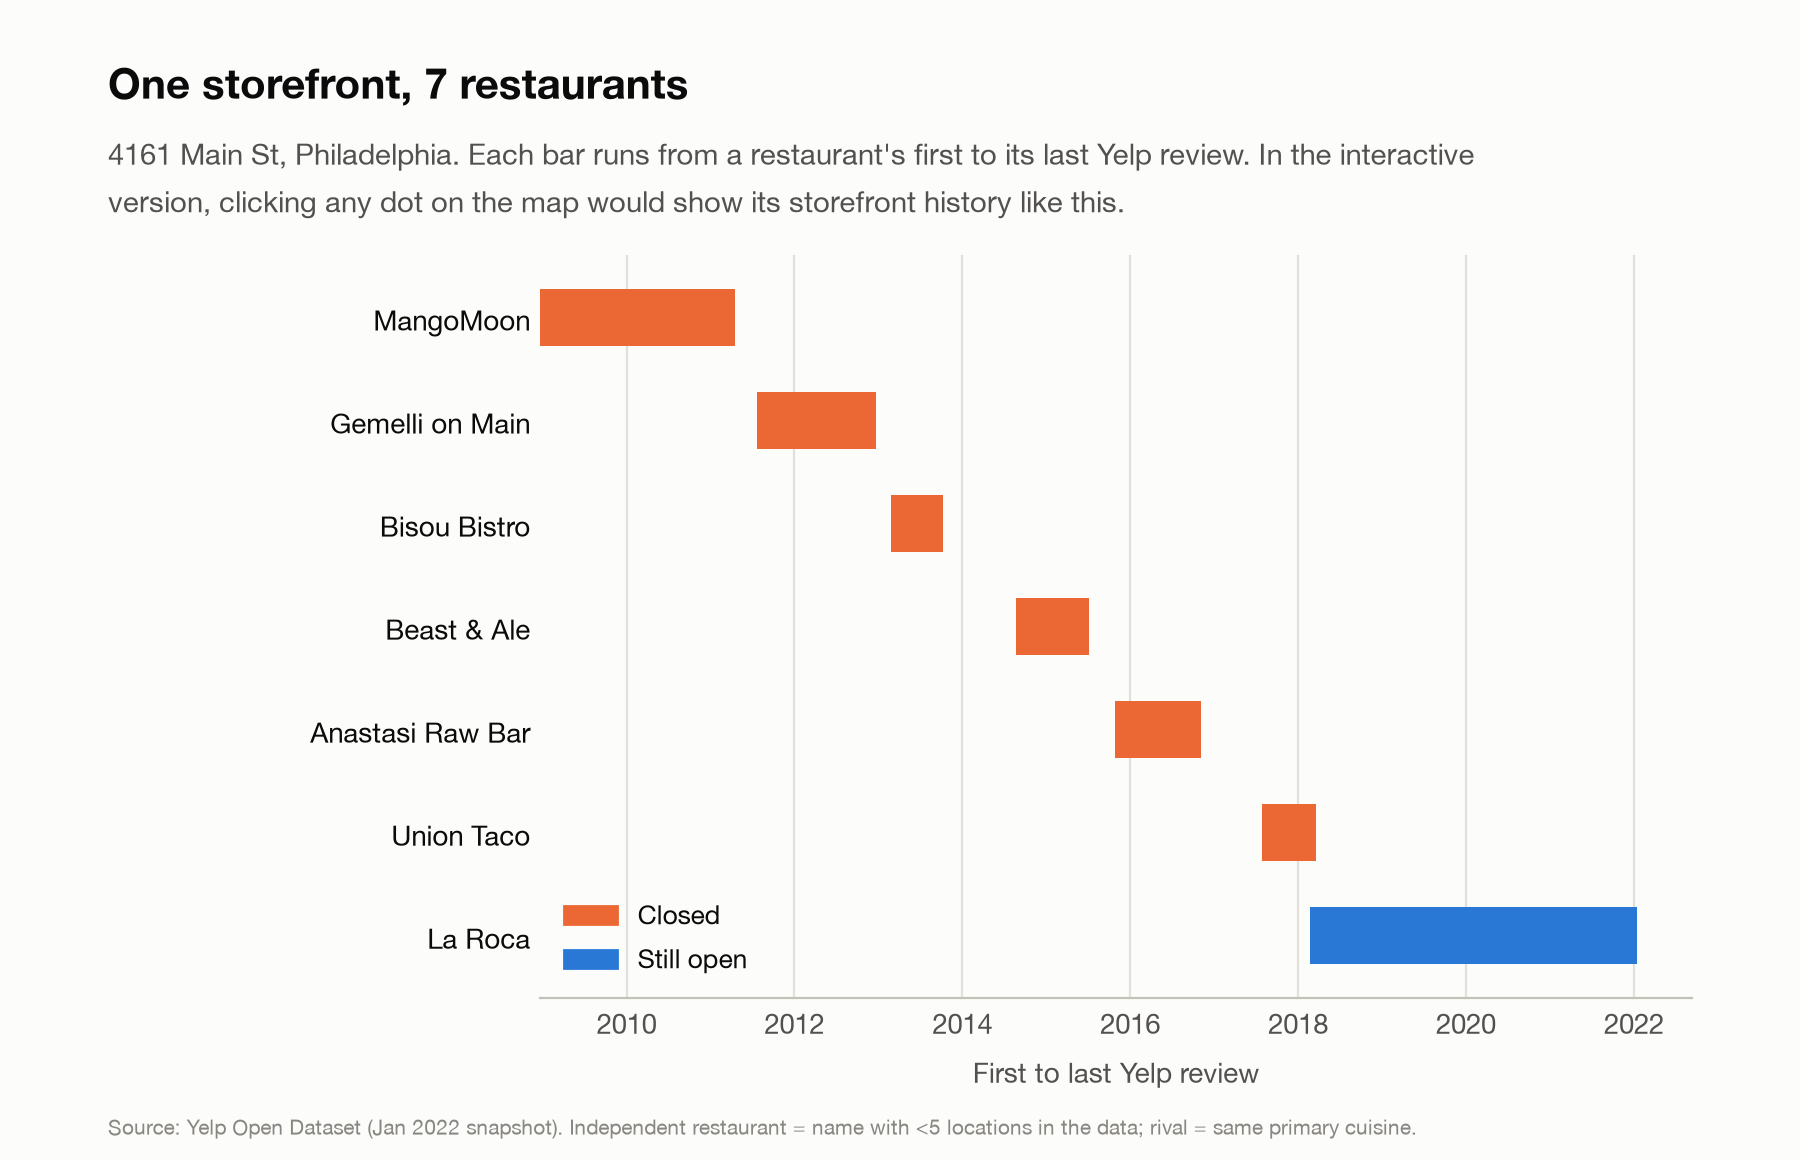 One storefront, 7 restaurants
4161 Main St, Philadelphia. Each bar runs from a restaurant's first to its last Yelp review. In the interactive
version, clicking any dot on the map would show its storefront history like this.
MangoMoon
Gemelli on Main
Bisou Bistro
Beast & Ale
Anastasi Raw Bar
Union Taco
La Roca
Closed
Still open
2010 2012 2014 2016 2018 2020 2022
First to last Yelp review
Source: Yelp Open Dataset (Jan 2022 snapshot). Independent restaurant = name with <5 locations in the data; rival = same primary cuisine.